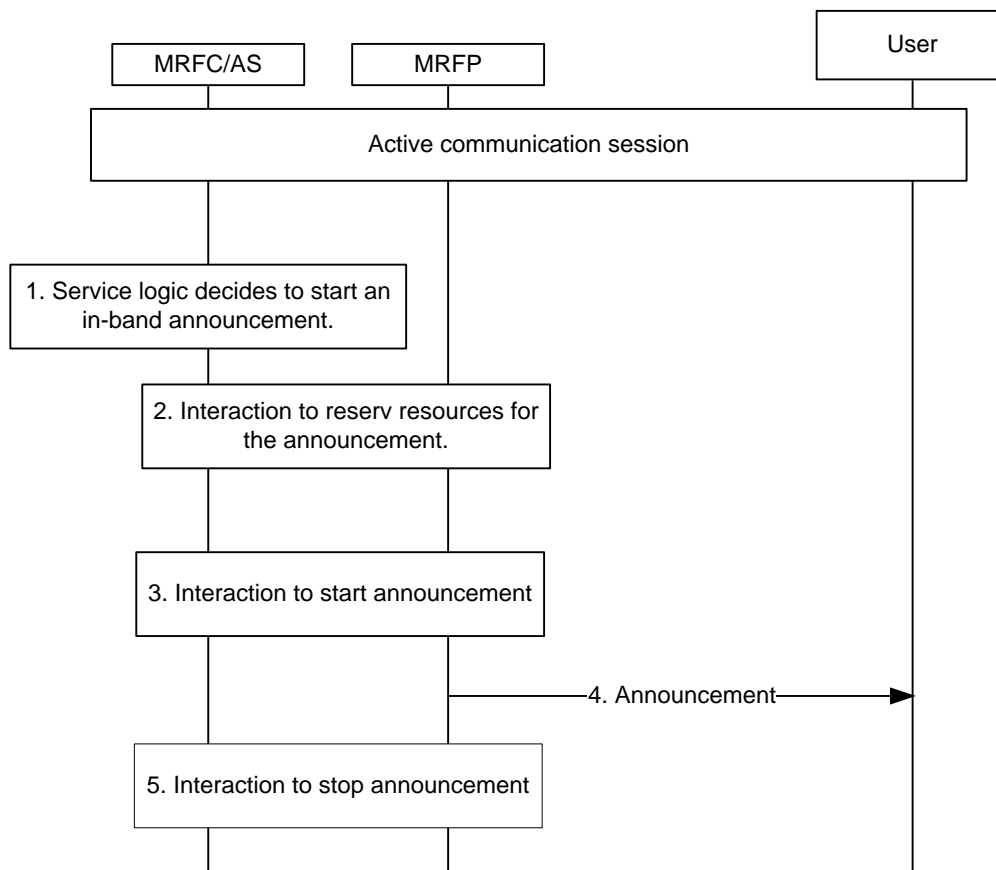 MRFC/AS
MRFP
User
Active communication session
1. Service logic decides to start an
in-band announcement.
2. Interaction to reserv resources for
the announcement.
3. Interaction to start announcement
4. Announcement
5. Interaction to stop announcement